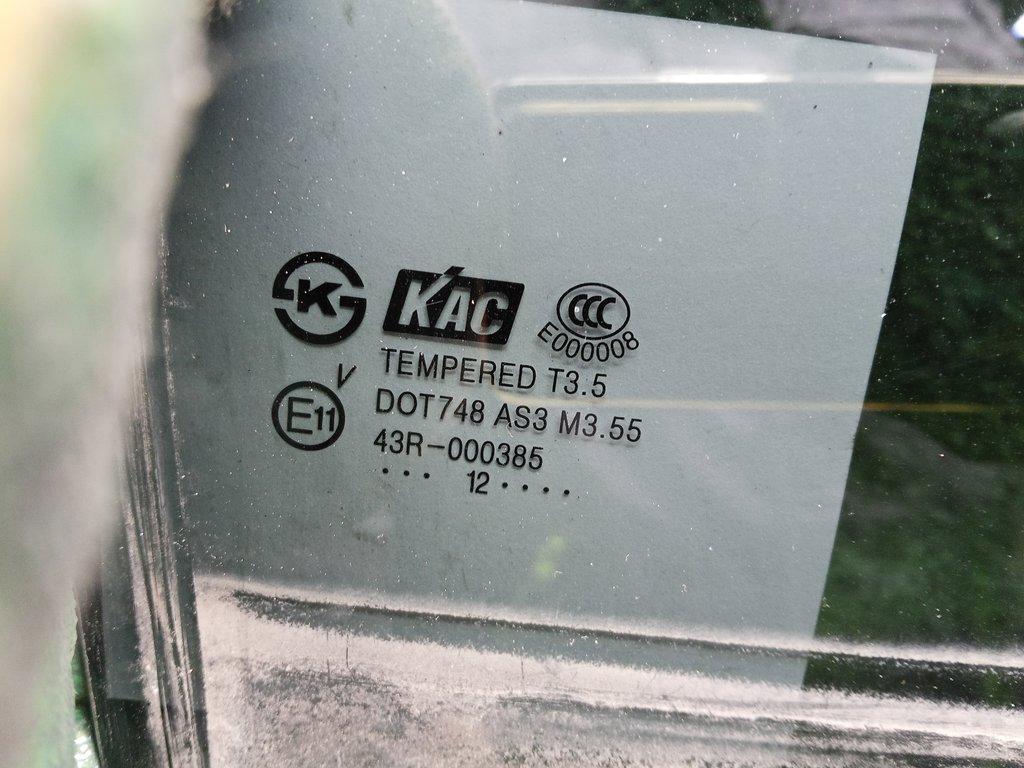 K
KAC
CCC
E000008
TEMPERED T3.5
V
DOT748 AS3 M3.55
E11
43R-000385
••• 12 ••••